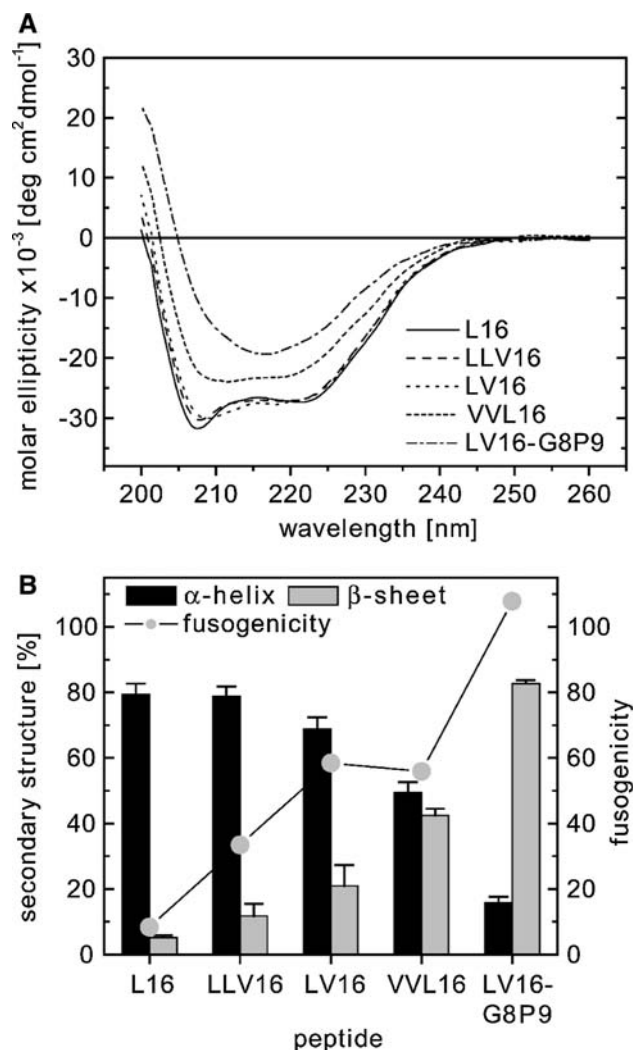 A
30
20
10
0
-10
-20
-30
-40
molar ellipticity x10⁻³ [deg cm²dmol⁻¹]
L16
LLV16
LV16
VVL16
LV16-G8P9
200 210 220 230 240 250 260
wavelength [nm]
B
α-helix β-sheet
fusogenicity
100
80
60
40
20
0
secondary structure [%]
100
80
60
40
20
0
fusogenicity
L16 LLV16 LV16 VVL16 LV16-
G8P9
peptide